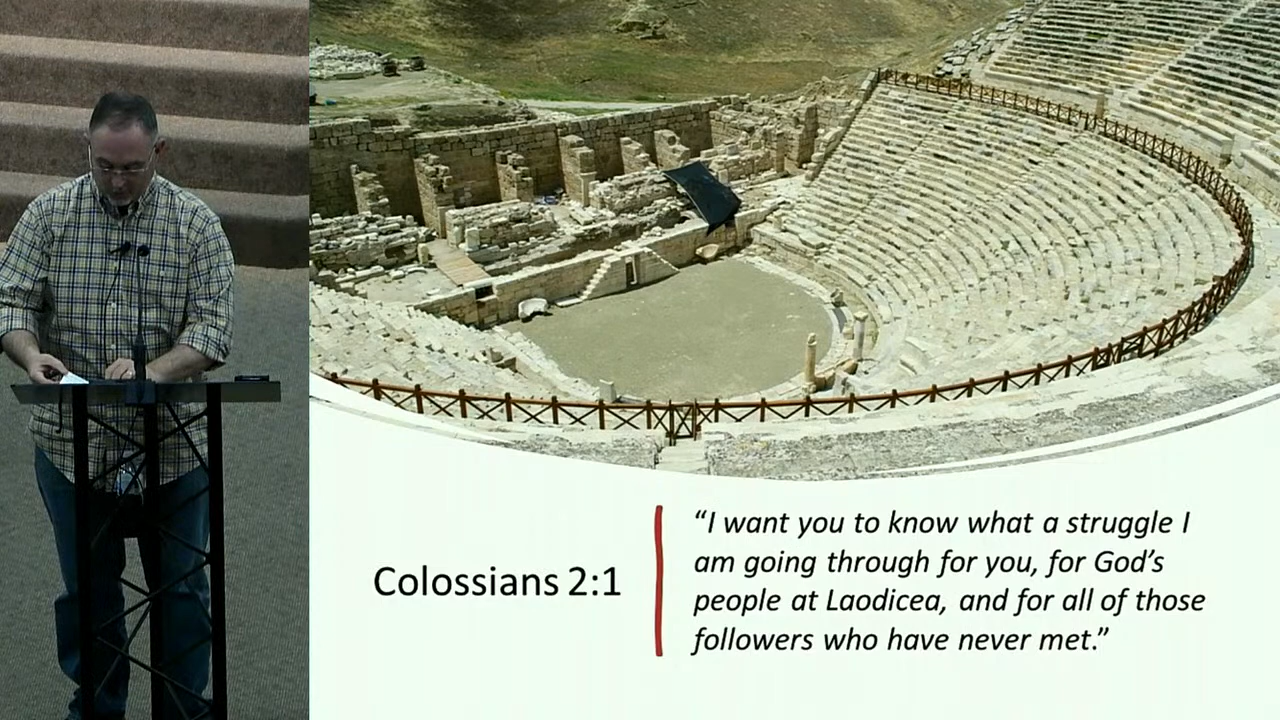 Colossians 2:1
“I want you to know what a struggle I
am going through for you, for God’s
people at Laodicea, and for all of those
followers who have never met.”